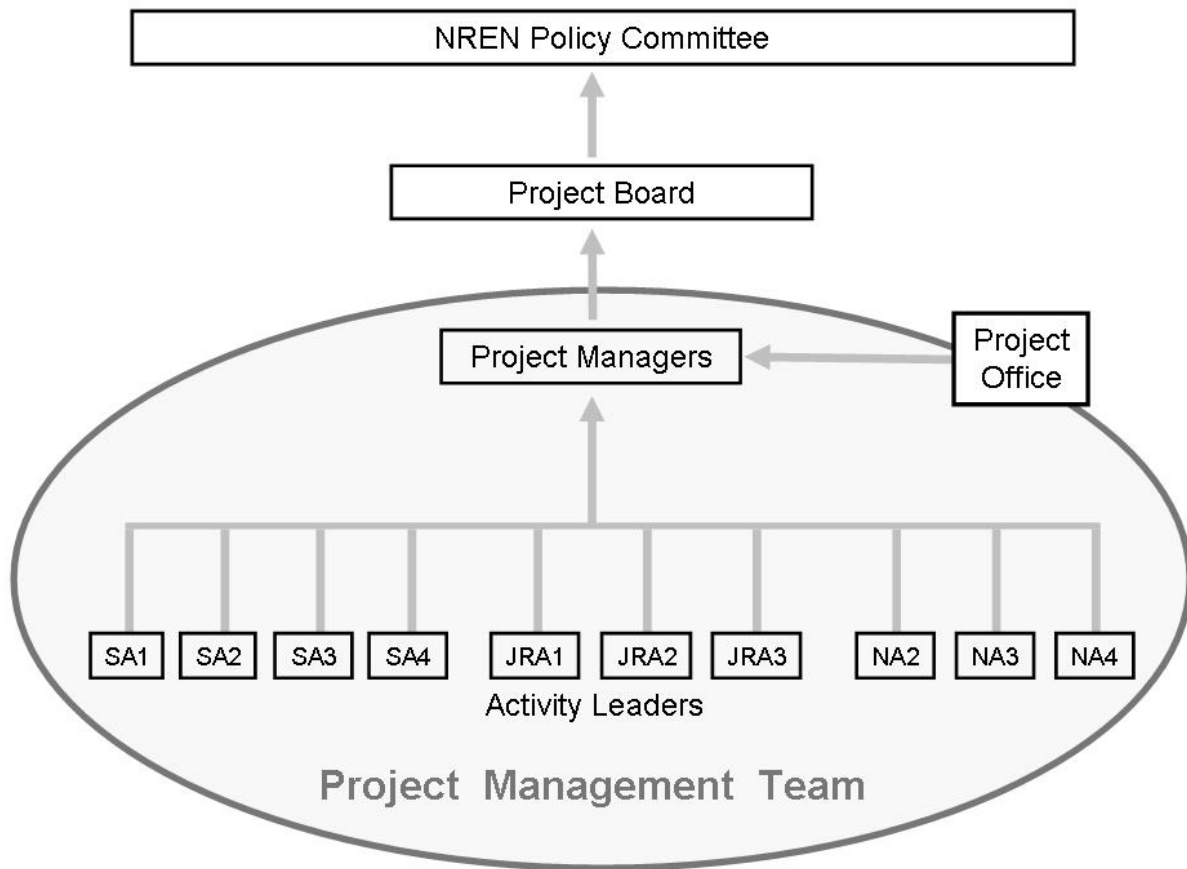 NREN Policy Committee
Project Board
Project Managers
Project
Office
SA1 SA2 SA3 SA4 JRA1 JRA2 JRA3 NA2 NA3 NA4
Activity Leaders
Project Management Team